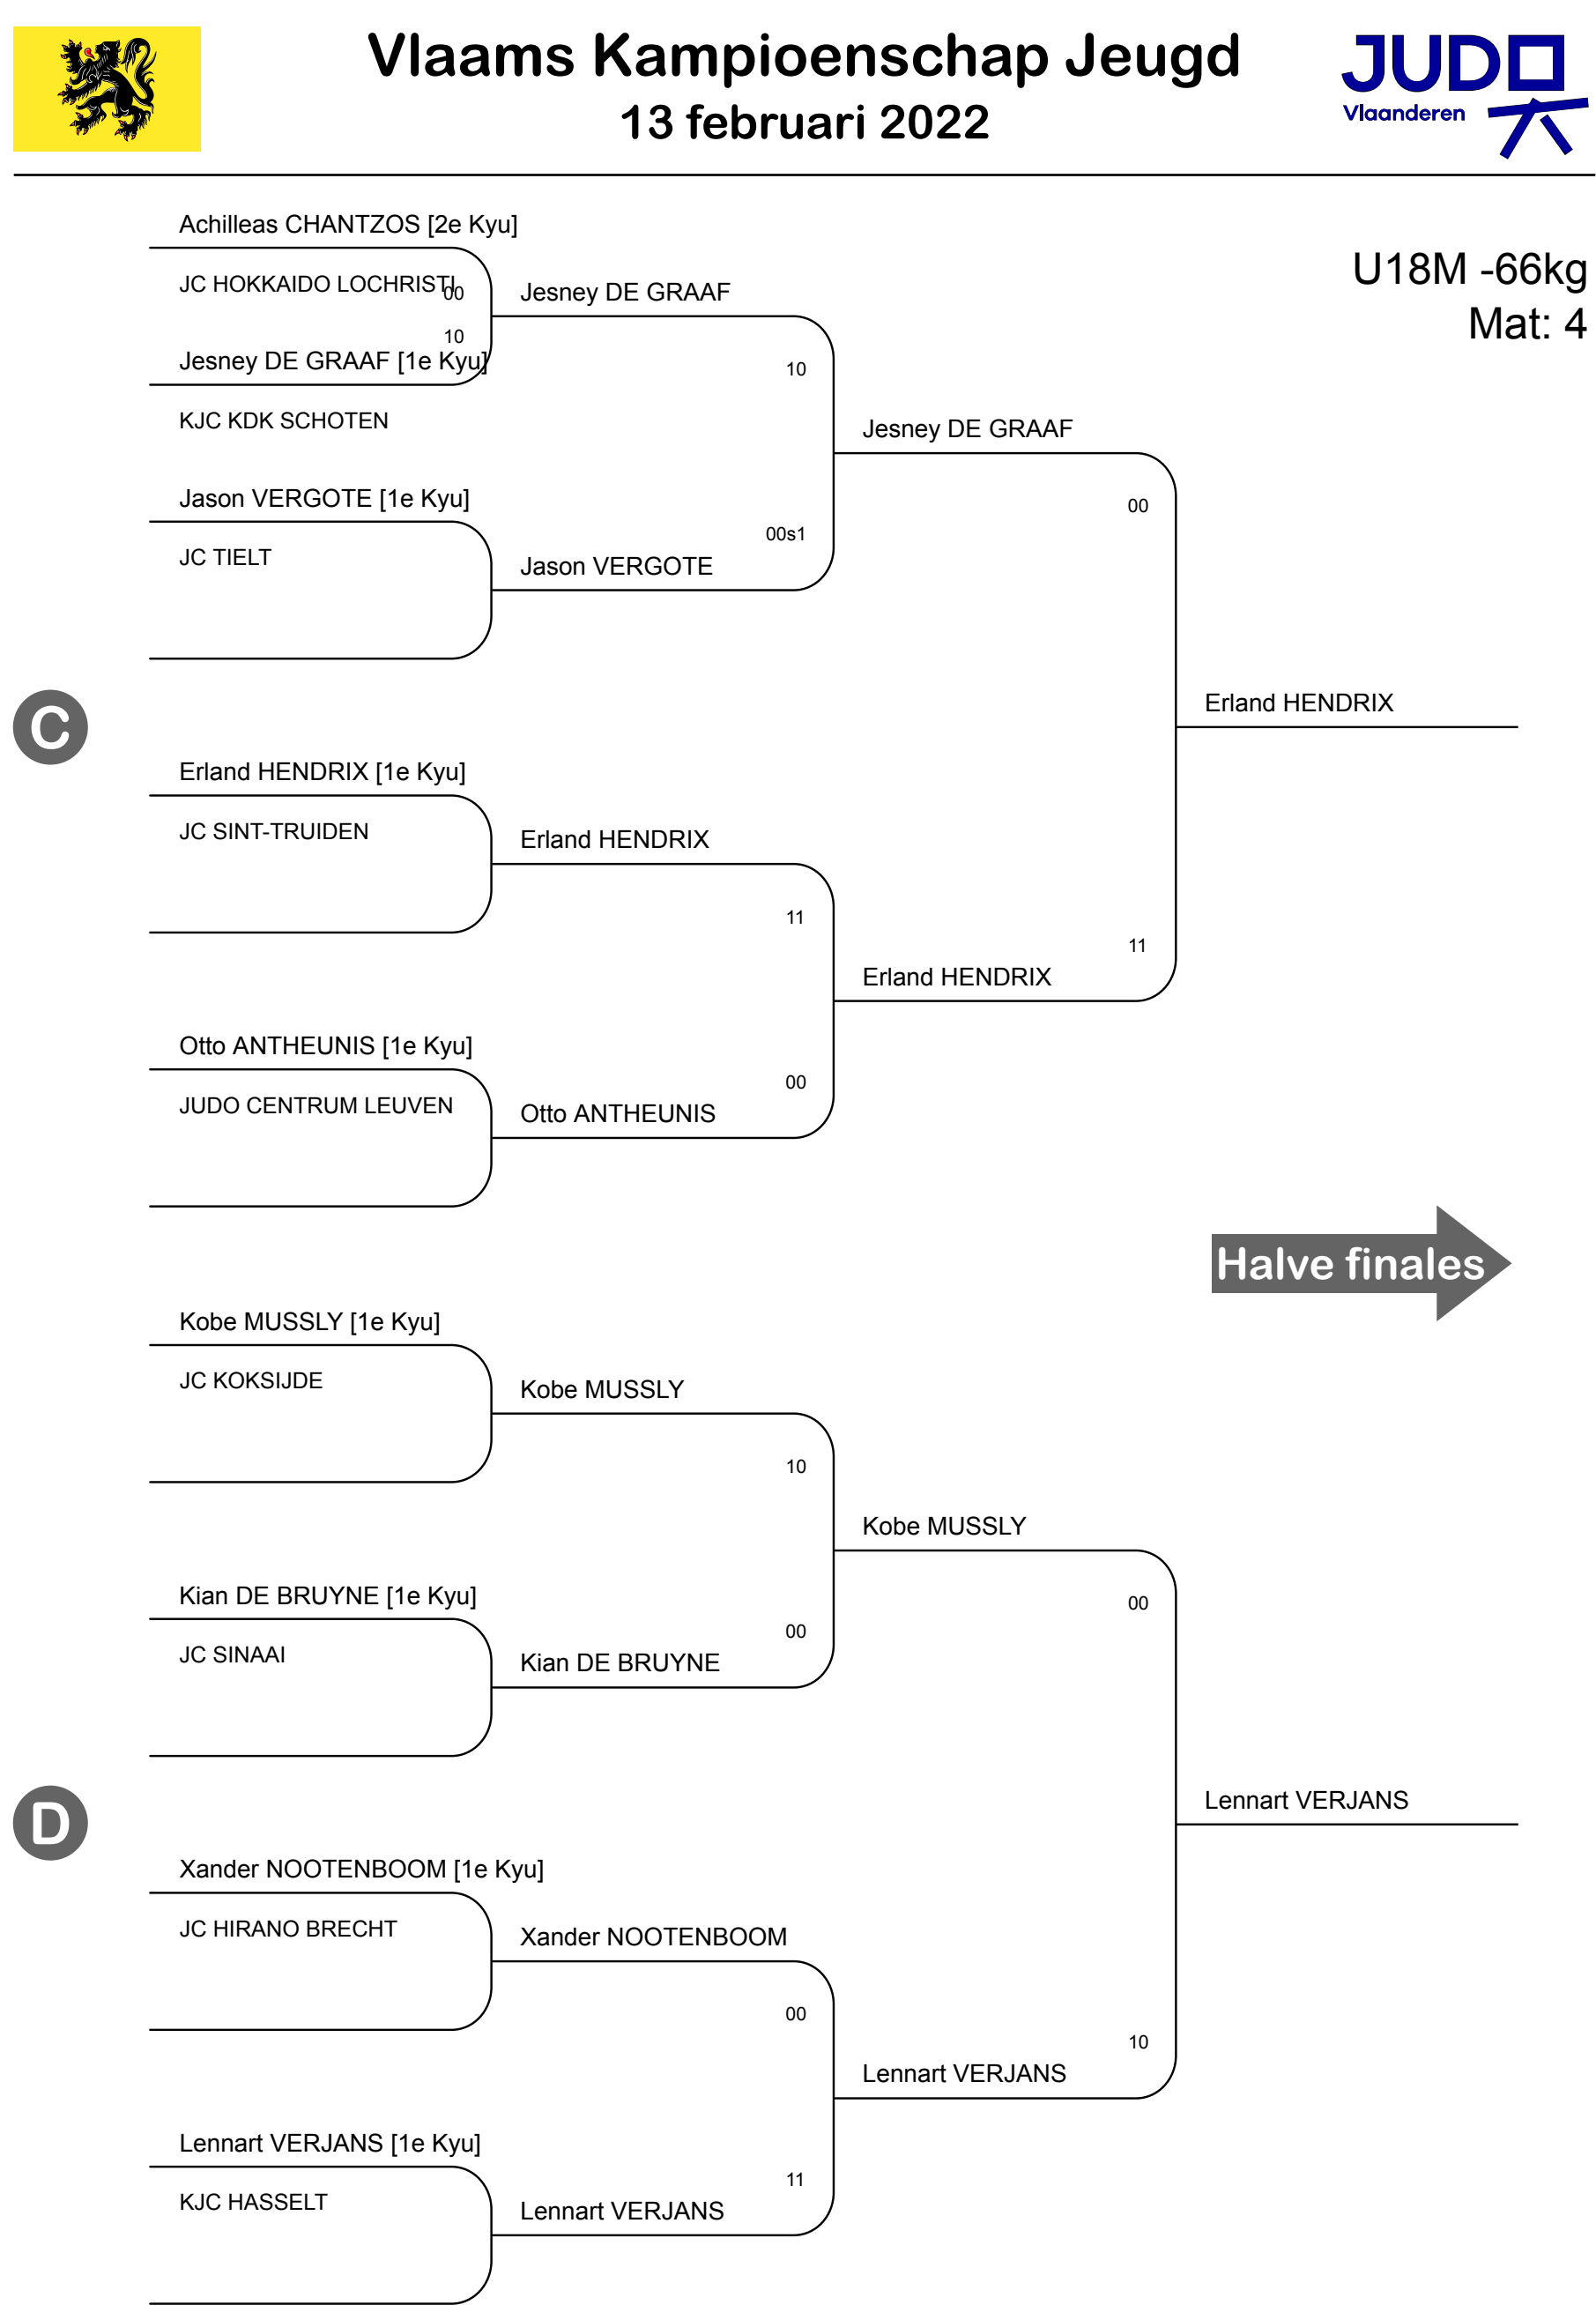 Vlaams Kampioenschap Jeugd
13 februari 2022
JUDO
Vlaanderen
U18M -66kg
Mat: 4
Achilleas CHANTZOS [2e Kyu]
JC HOKKAIDO LOCHRISTI
00
Jesney DE GRAAF
10
Jesney DE GRAAF [1e Kyu]
10
KJC KDK SCHOTEN
Jesney DE GRAAF
Jason VERGOTE [1e Kyu]
00
00s1
JC TIELT
Jason VERGOTE
C
Erland HENDRIX
Erland HENDRIX [1e Kyu]
JC SINT-TRUIDEN
Erland HENDRIX
11
11
Erland HENDRIX
Otto ANTHEUNIS [1e Kyu]
00
JUDO CENTRUM LEUVEN
Otto ANTHEUNIS
Halve finales
Kobe MUSSLY [1e Kyu]
JC KOKSIJDE
Kobe MUSSLY
10
Kobe MUSSLY
Kian DE BRUYNE [1e Kyu]
00
00
JC SINAAI
Kian DE BRUYNE
D
Lennart VERJANS
Xander NOOTENBOOM [1e Kyu]
JC HIRANO BRECHT
Xander NOOTENBOOM
00
10
Lennart VERJANS
Lennart VERJANS [1e Kyu]
11
KJC HASSELT
Lennart VERJANS